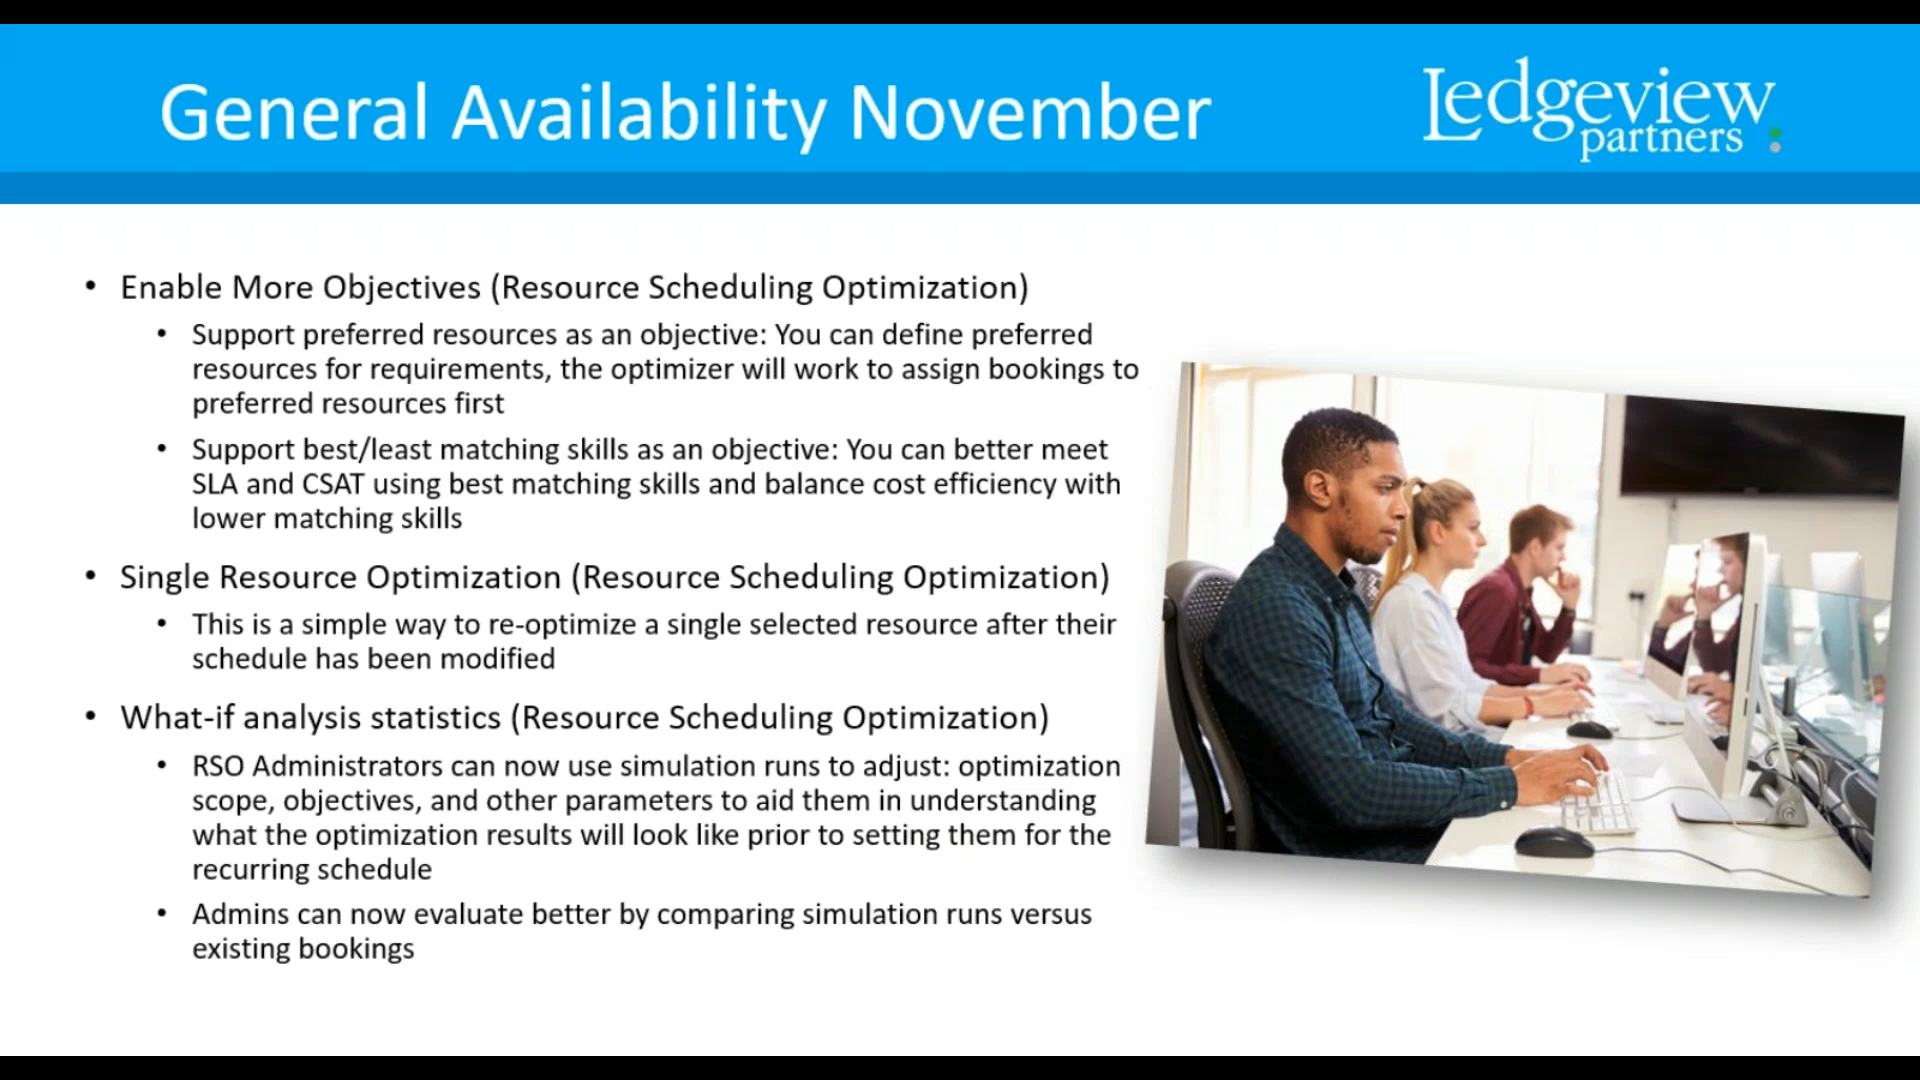 General Availability November
Ledgeview
partners
• Enable More Objectives (Resource Scheduling Optimization)
• Support preferred resources as an objective: You can define preferred
resources for requirements, the optimizer will work to assign bookings to
preferred resources first
• Support best/least matching skills as an objective: You can better meet
SLA and CSAT using best matching skills and balance cost efficiency with
lower matching skills
• Single Resource Optimization (Resource Scheduling Optimization)
• This is a simple way to re-optimize a single selected resource after their
schedule has been modified
• What-if analysis statistics (Resource Scheduling Optimization)
• RSO Administrators can now use simulation runs to adjust: optimization
scope, objectives, and other parameters to aid them in understanding
what the optimization results will look like prior to setting them for the
recurring schedule
• Admins can now evaluate better by comparing simulation runs versus
existing bookings